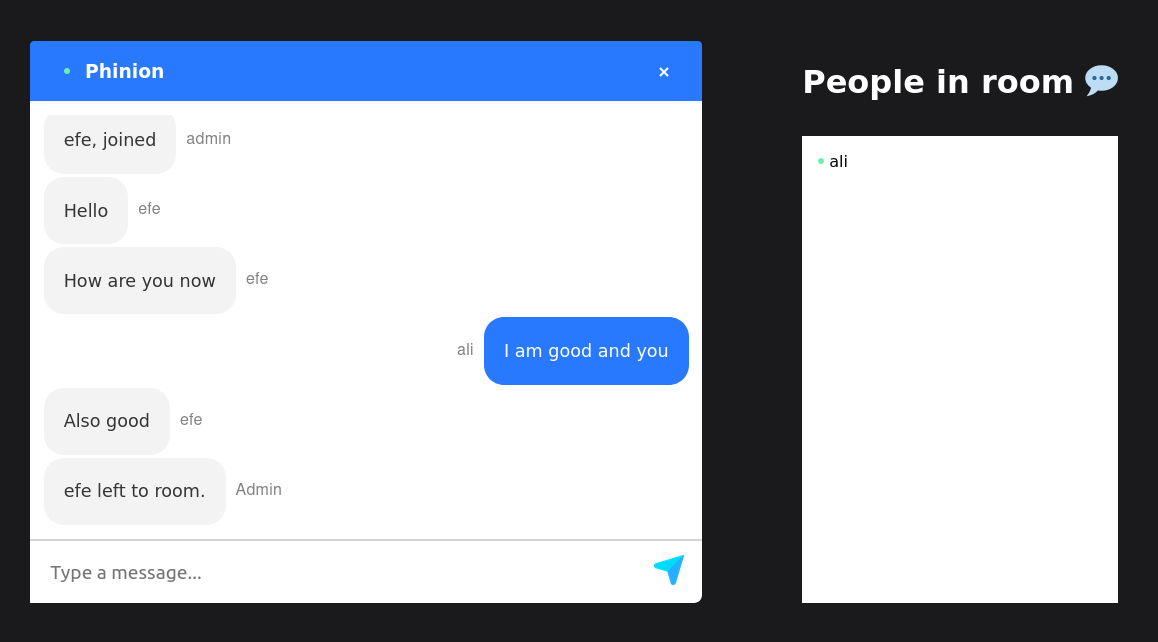 Phinion ×
People in room
efe, joined admin
Hello efe
How are you now efe
ali I am good and you
Also good efe
efe left to room. Admin
Type a message...
ali